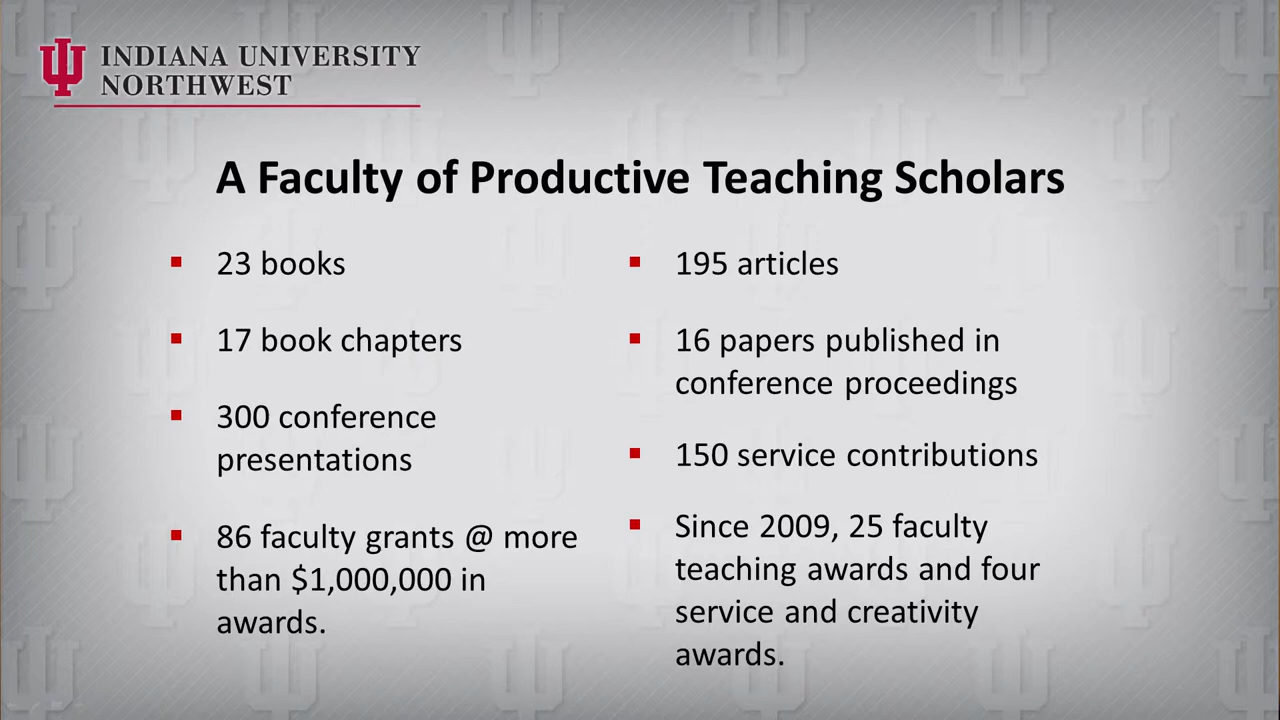 INDIANA UNIVERSITY
NORTHWEST
A Faculty of Productive Teaching Scholars
23 books
17 book chapters
300 conference
presentations
86 faculty grants @ more
than $1,000,000 in
awards.
195 articles
16 papers published in
conference proceedings
150 service contributions
Since 2009, 25 faculty
teaching awards and four
service and creativity
awards.